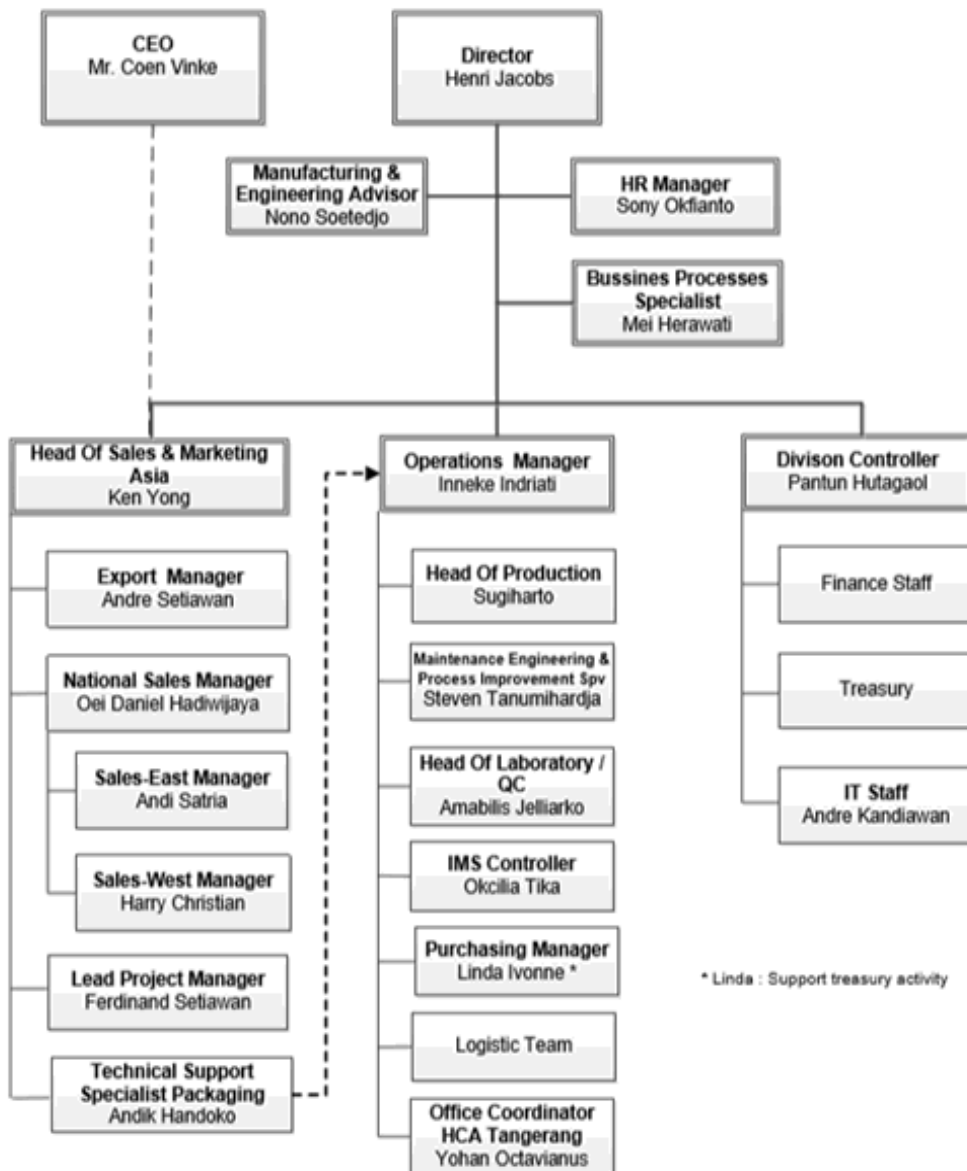 CEO
Mr. Coen Vinke
Director
Henri Jacobs
Manufacturing &
Engineering Advisor
Nono Soetedjo
HR Manager
Sony Okfianto
Bussines Processes
Specialist
Mei Herawati
Head Of Sales & Marketing
Asia
Ken Yong
Export Manager
Andre Setiawan
National Sales Manager
Oei Daniel Hadiwijaya
Sales-East Manager
Andi Satria
Sales-West Manager
Harry Christian
Lead Project Manager
Ferdinand Setiawan
Technical Support
Specialist Packaging
Andik Handoko
Operations Manager
Inneke Indriati
Head Of Production
Sugiharto
Maintenance Engineering &
Process Improvement Spv
Steven Tanumihardja
Head Of Laboratory /
QC
Amabilis Jelliarko
IMS Controller
Okcilia Tika
Purchasing Manager
Linda Ivonne *
Logistic Team
Office Coordinator
HCA Tangerang
Yohan Octavianus
Divison Controller
Pantun Hutagaol
Finance Staff
Treasury
IT Staff
Andre Kandiawan
* Linda : Support treasury activity